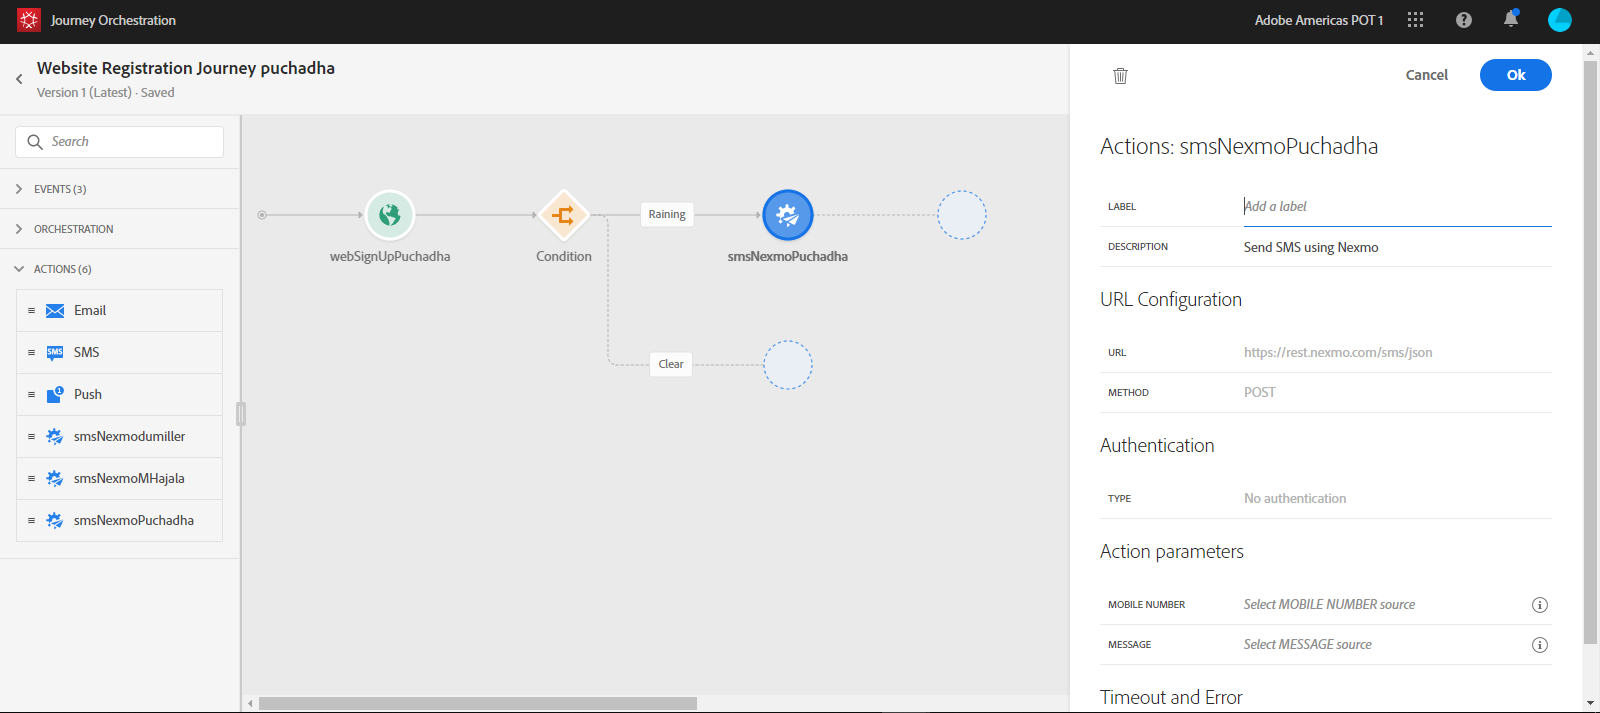 Journey Orchestration
Adobe Americas POT 1
Website Registration Journey puchadha
Version 1 (Latest) · Saved
Cancel
Ok
Search
EVENTS (3)
ORCHESTRATION
ACTIONS (6)
Email
SMS
SMS
1
Push
smsNexmodumiller
smsNexmoMHajala
smsNexmoPuchadha
webSignUpPuchadha
Condition
Raining
smsNexmoPuchadha
Clear
Actions: smsNexmoPuchadha
LABEL
Add a label
DESCRIPTION
Send SMS using Nexmo
URL Configuration
URL
https://rest.nexmo.com/sms/json
METHOD
POST
Authentication
TYPE
No authentication
Action parameters
MOBILE NUMBER
Select MOBILE NUMBER source
MESSAGE
Select MESSAGE source
Timeout and Error